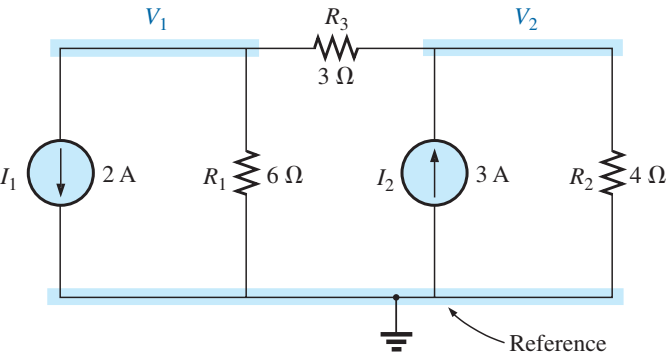 V₁ R₃ V₂
3 Ω
I₁ 2 A R₁ 6 Ω I₂ 3 A R₂ 4 Ω
Reference